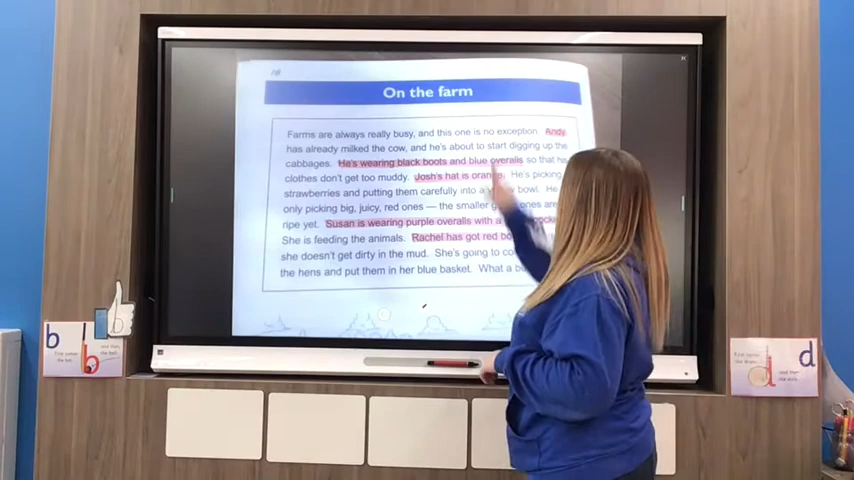 18
On the farm
Farms are always really busy, and this one is no exception. Andy
has already milked the cow, and he's about to start digging up the
cabbages. He's wearing black boots and blue overalls so that his
clothes don't get too muddy. Josh's hat is orange. He's picking
strawberries and putting them carefully into a bowl. He
only picking big, juicy, red ones — the smaller ones are
ripe yet. Susan is wearing purple overalls with a
She is feeding the animals. Rachel has got red
she doesn't get dirty in the mud. She's going to
the hens and put them in her blue basket. What a
b
b
d
d